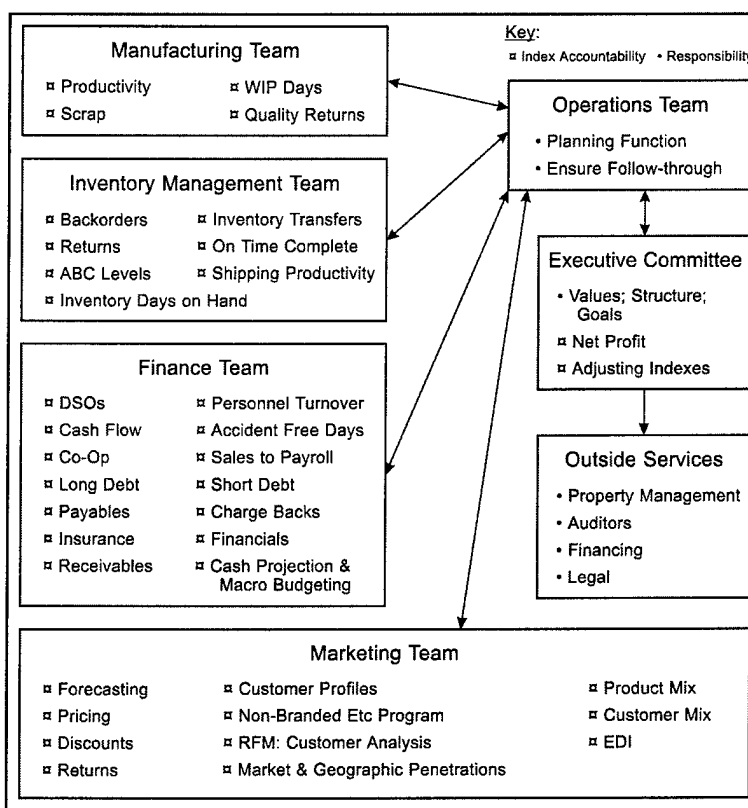 Key:
¤ Index Accountability • Responsibility
Manufacturing Team
¤ Productivity ¤ WIP Days
¤ Scrap ¤ Quality Returns
Operations Team
• Planning Function
• Ensure Follow-through
Inventory Management Team
¤ Backorders ¤ Inventory Transfers
¤ Returns ¤ On Time Complete
¤ ABC Levels ¤ Shipping Productivity
¤ Inventory Days on Hand
Executive Committee
• Values; Structure;
Goals
¤ Net Profit
¤ Adjusting Indexes
Finance Team
¤ DSOs ¤ Personnel Turnover
¤ Cash Flow ¤ Accident Free Days
¤ Co-Op ¤ Sales to Payroll
¤ Long Debt ¤ Short Debt
¤ Payables ¤ Charge Backs
¤ Insurance ¤ Financials
¤ Receivables ¤ Cash Projection &
Macro Budgeting
Outside Services
• Property Management
• Auditors
• Financing
• Legal
Marketing Team
¤ Forecasting ¤ Customer Profiles ¤ Product Mix
¤ Pricing ¤ Non-Branded Etc Program ¤ Customer Mix
¤ Discounts ¤ RFM: Customer Analysis ¤ EDI
¤ Returns ¤ Market & Geographic Penetrations